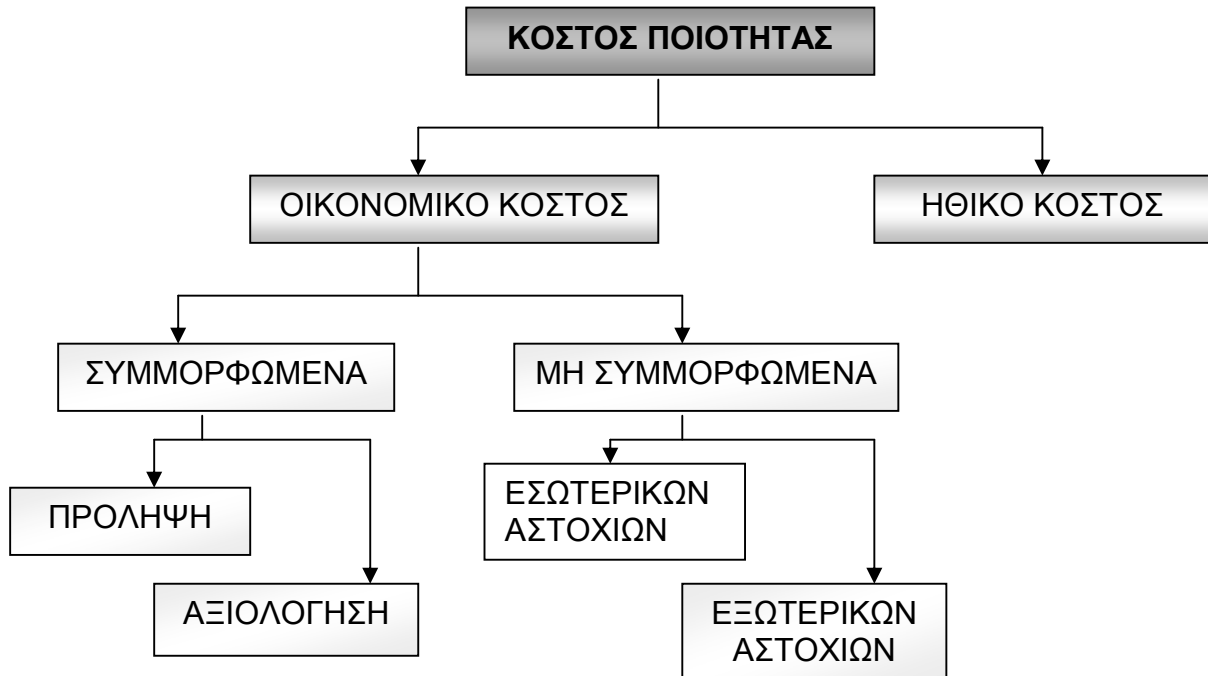 ΚΟΣΤΟΣ ΠΟΙΟΤΗΤΑΣ
ΟΙΚΟΝΟΜΙΚΟ ΚΟΣΤΟΣ
ΗΘΙΚΟ ΚΟΣΤΟΣ
ΣΥΜΜΟΡΦΩΜΕΝΑ
ΜΗ ΣΥΜΜΟΡΦΩΜΕΝΑ
ΠΡΟΛΗΨΗ
ΕΣΩΤΕΡΙΚΩΝ
ΑΣΤΟΧΙΩΝ
ΑΞΙΟΛΟΓΗΣΗ
ΕΞΩΤΕΡΙΚΩΝ
ΑΣΤΟΧΙΩΝ